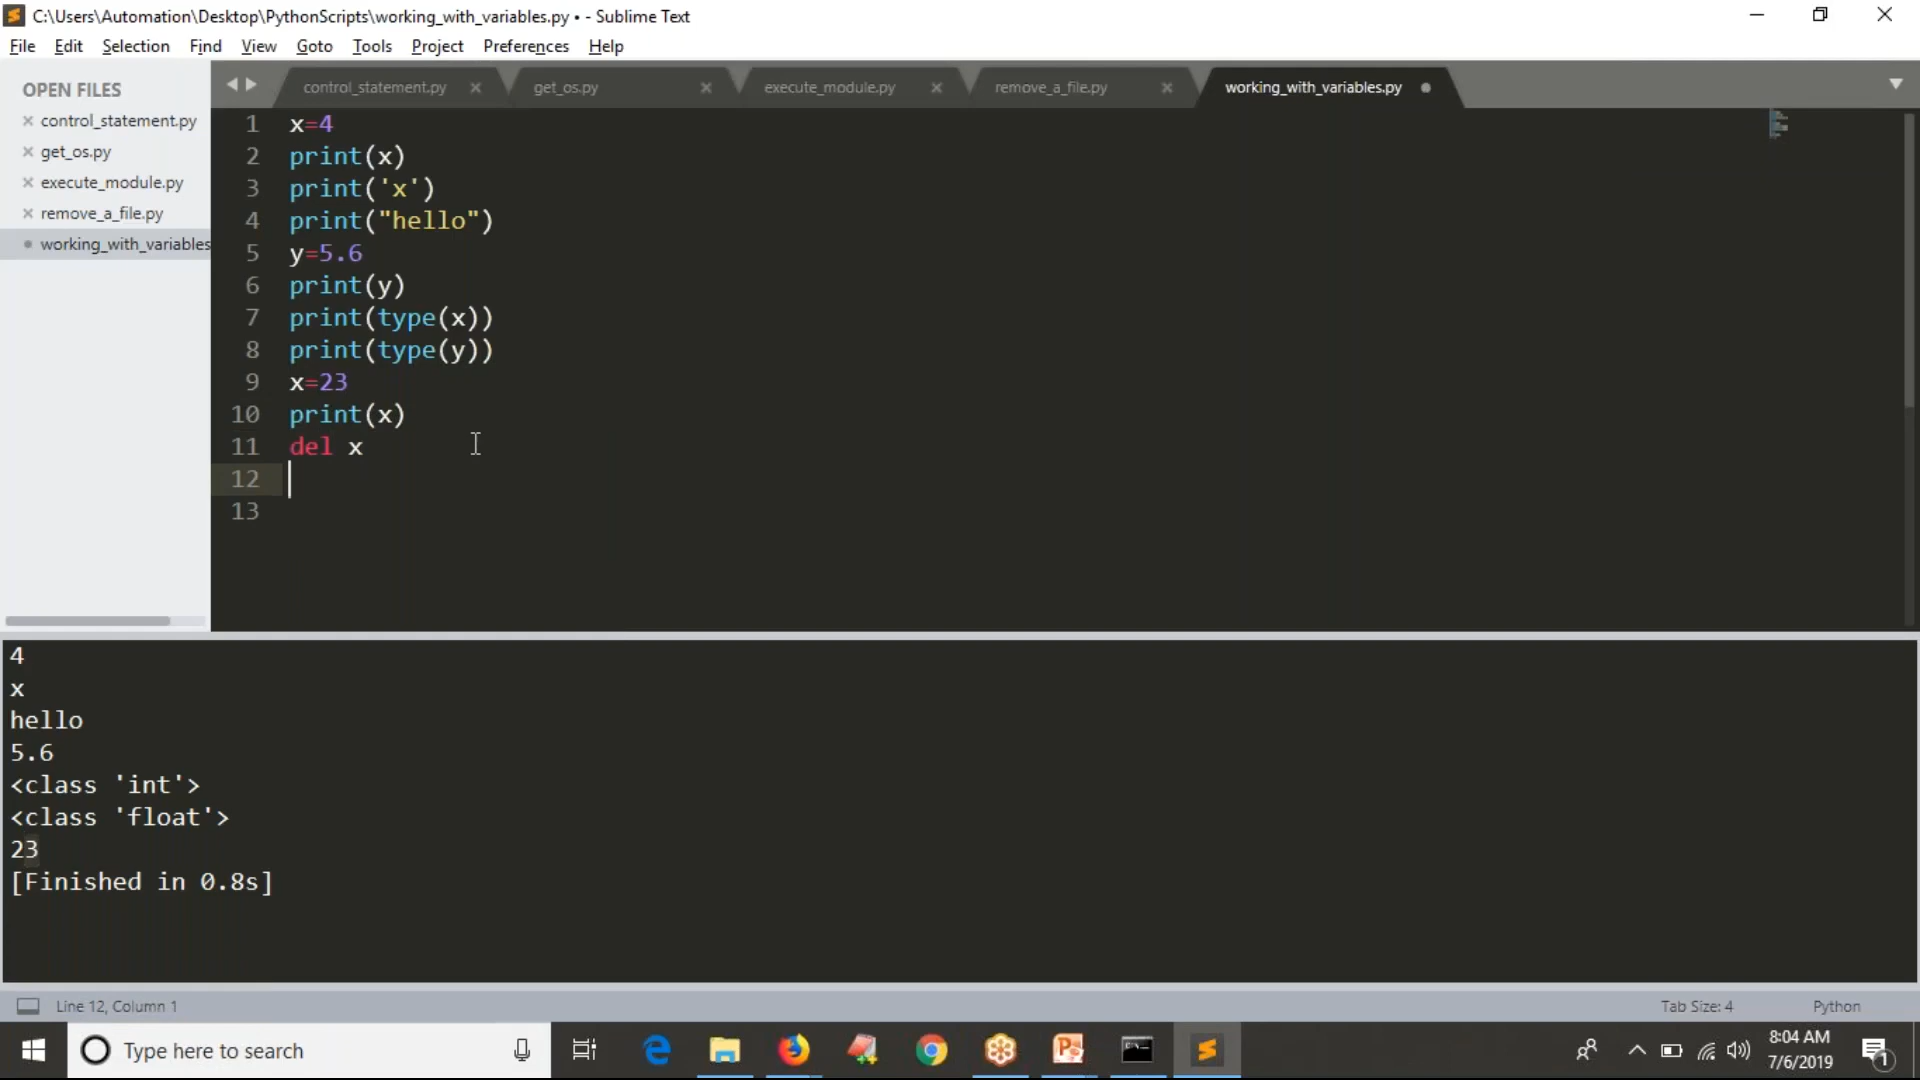 C:\Users\Automation\Desktop\PythonScripts\working_with_variables.py • - Sublime Text
File Edit Selection Find View Goto Tools Project Preferences Help
OPEN FILES
control_statement.py
get_os.py
execute_module.py
remove_a_file.py
working_with_variables
control_statement.py get_os.py execute_module.py remove_a_file.py working_with_variables.py
1 x=4
2 print(x)
3 print('x')
4 print("hello")
5 y=5.6
6 print(y)
7 print(type(x))
8 print(type(y))
9 x=23
10 print(x)
11 del x
12
13
4
x
hello
5.6
<class 'int'>
<class 'float'>
23
[Finished in 0.8s]
Line 12, Column 1 Tab Size: 4 Python
Type here to search
8:04 AM
7/6/2019
1